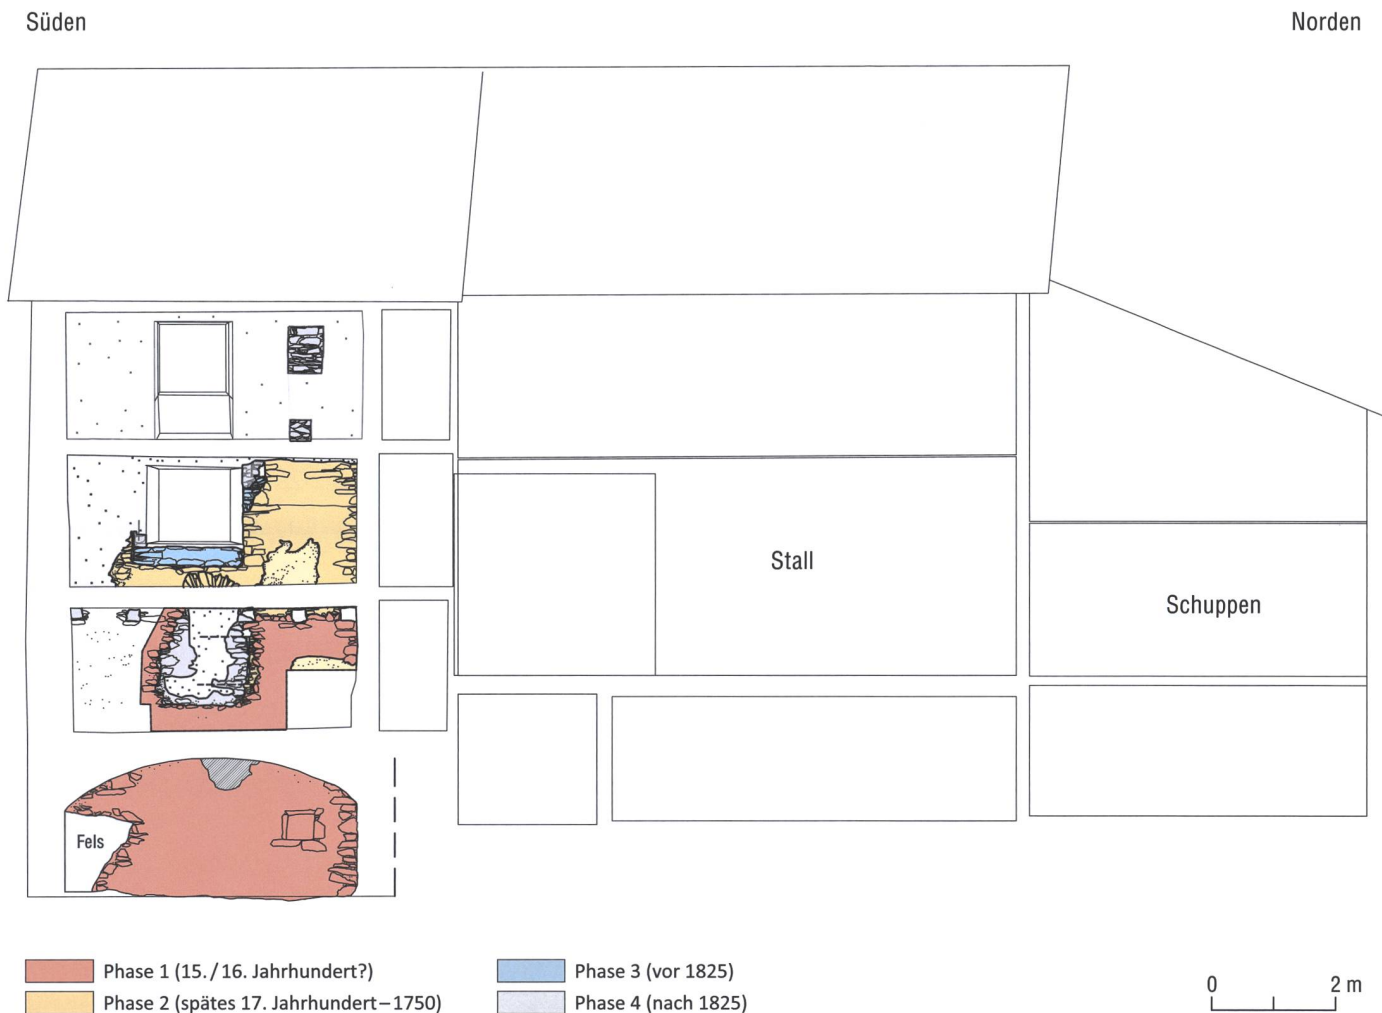 Süden
Norden
Stall
Schuppen
Fels
Phase 1 (15./16. Jahrhundert?)
Phase 2 (spätes 17. Jahrhundert–1750)
Phase 3 (vor 1825)
Phase 4 (nach 1825)
0 2 m